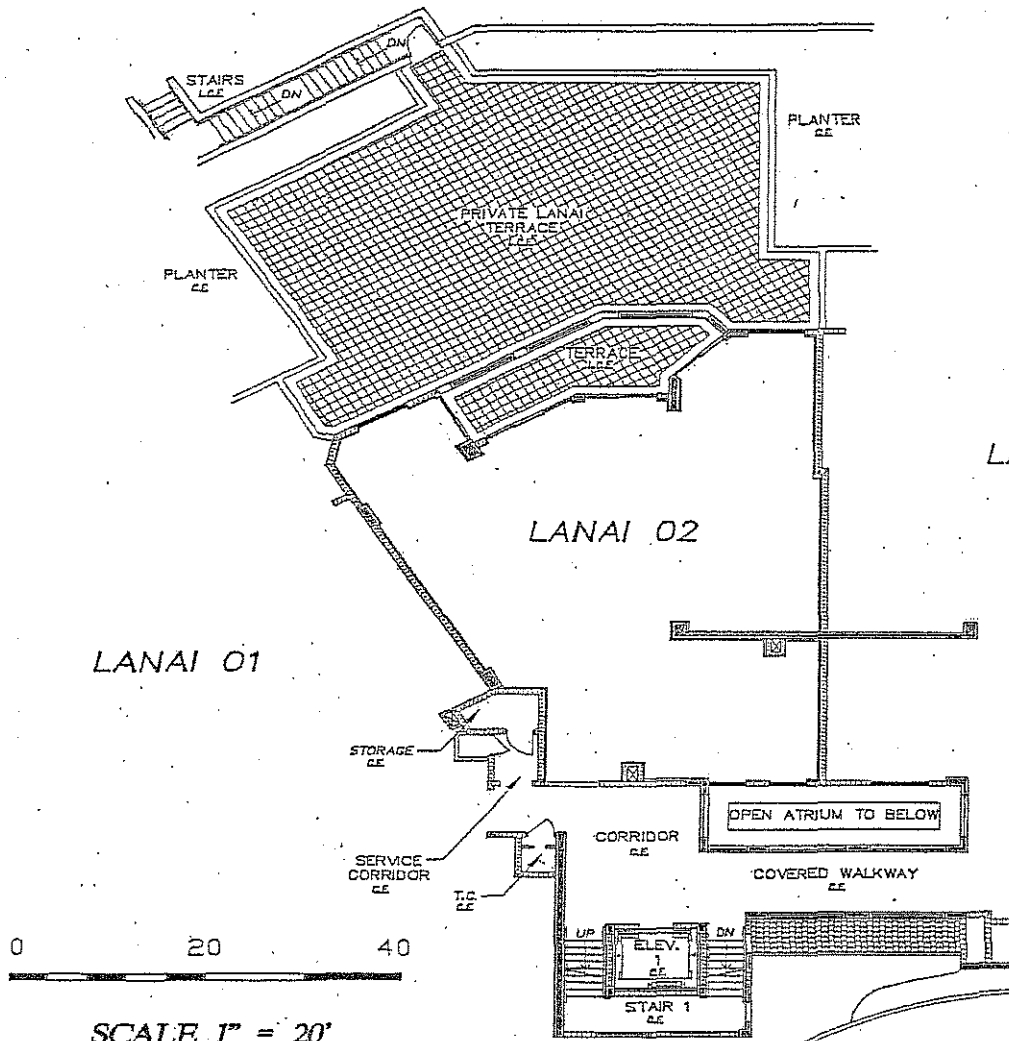 DN
STAIRS
L.C.E
DN
PLANTER
C.E
PRIVATE LANAI
TERRACE
L.C.E
PLANTER
C.E
TERRACE
L.C.E
LANAI 02
LANAI 01
STORAGE
C.E
OPEN ATRIUM TO BELOW
CORRIDOR
C.E
SERVICE
CORRIDOR
C.E
COVERED WALKWAY
C.E
T.C.
C.E
0 20 40
UP
ELEV.
1
C.E
DN
STAIR 1
C.E
SCALE 1" = 20'